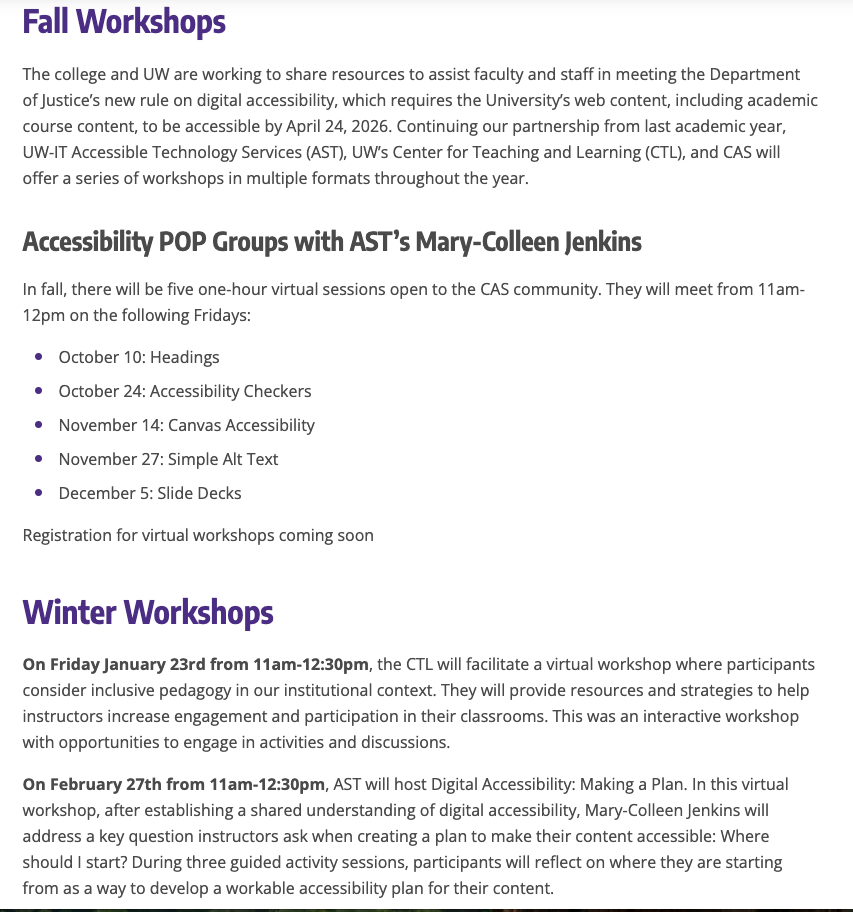 Fall Workshops
The college and UW are working to share resources to assist faculty and staff in meeting the Department
of Justice's new rule on digital accessibility, which requires the University's web content, including academic
course content, to be accessible by April 24, 2026. Continuing our partnership from last academic year,
UW-IT Accessible Technology Services (AST), UW's Center for Teaching and Learning (CTL), and CAS will
offer a series of workshops in multiple formats throughout the year.
Accessibility POP Groups with AST's Mary-Colleen Jenkins
In fall, there will be five one-hour virtual sessions open to the CAS community. They will meet from 11am-
12pm on the following Fridays:
• October 10: Headings
• October 24: Accessibility Checkers
• November 14: Canvas Accessibility
• November 27: Simple Alt Text
• December 5: Slide Decks
Registration for virtual workshops coming soon
Winter Workshops
On Friday January 23rd from 11am-12:30pm, the CTL will facilitate a virtual workshop where participants
consider inclusive pedagogy in our institutional context. They will provide resources and strategies to help
instructors increase engagement and participation in their classrooms. This was an interactive workshop
with opportunities to engage in activities and discussions.
On February 27th from 11am-12:30pm, AST will host Digital Accessibility: Making a Plan. In this virtual
workshop, after establishing a shared understanding of digital accessibility, Mary-Colleen Jenkins will
address a key question instructors ask when creating a plan to make their content accessible: Where
should I start? During three guided activity sessions, participants will reflect on where they are starting
from as a way to develop a workable accessibility plan for their content.